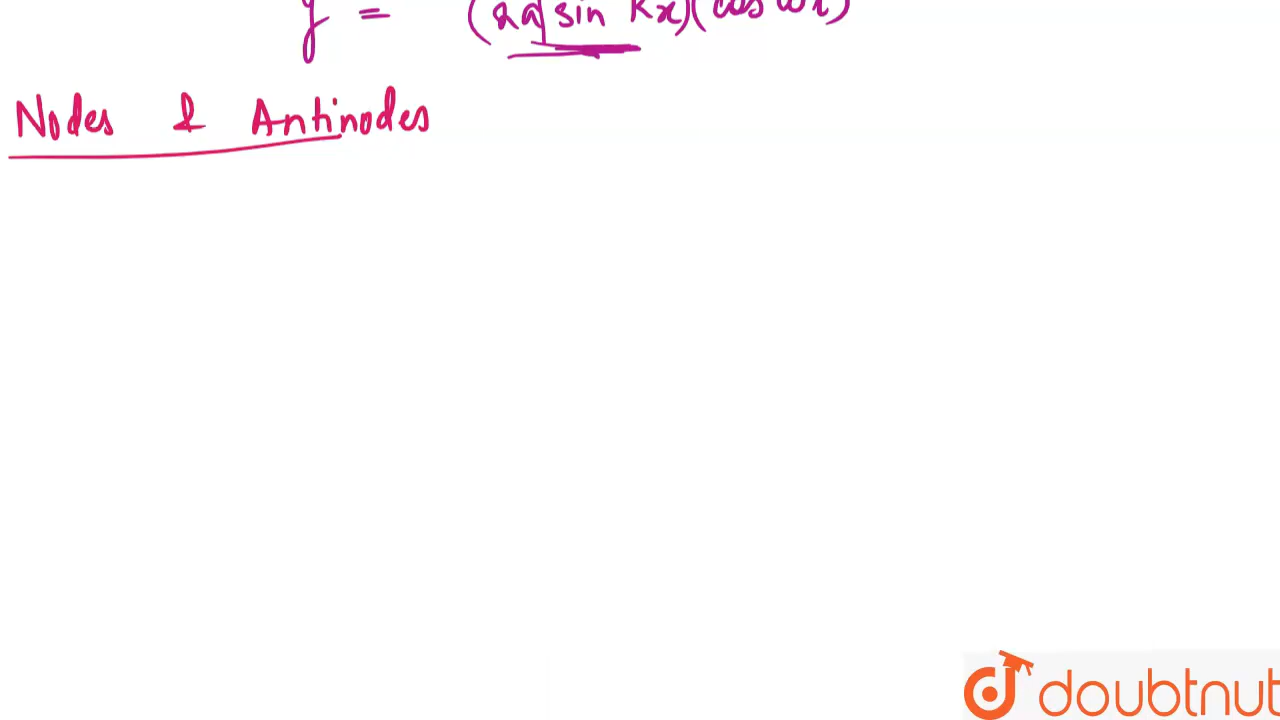 y = (2a sin kx)(cos ωt)
Nodes & Antinodes
doubtnut